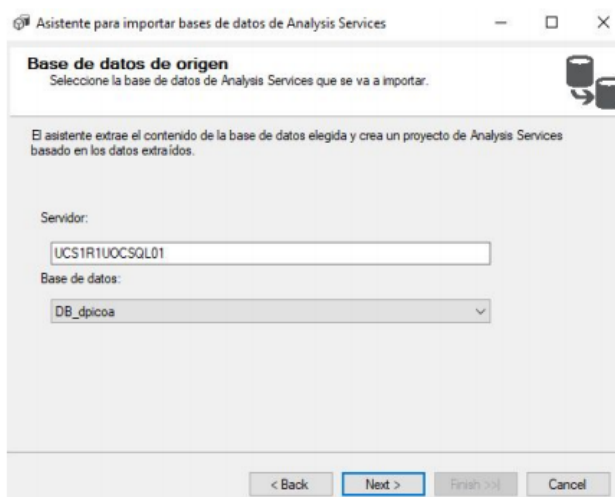 Asistente para importar bases de datos de Analysis Services
Base de datos de origen
Seleccione la base de datos de Analysis Services que se va a importar.
El asistente extrae el contenido de la base de datos elegida y crea un proyecto de Analysis Services
basado en los datos extraídos.
Servidor:
UCS1R1UOCSQL01
Base de datos:
DB_dpicoa
< Back Next > Finish >>| Cancel